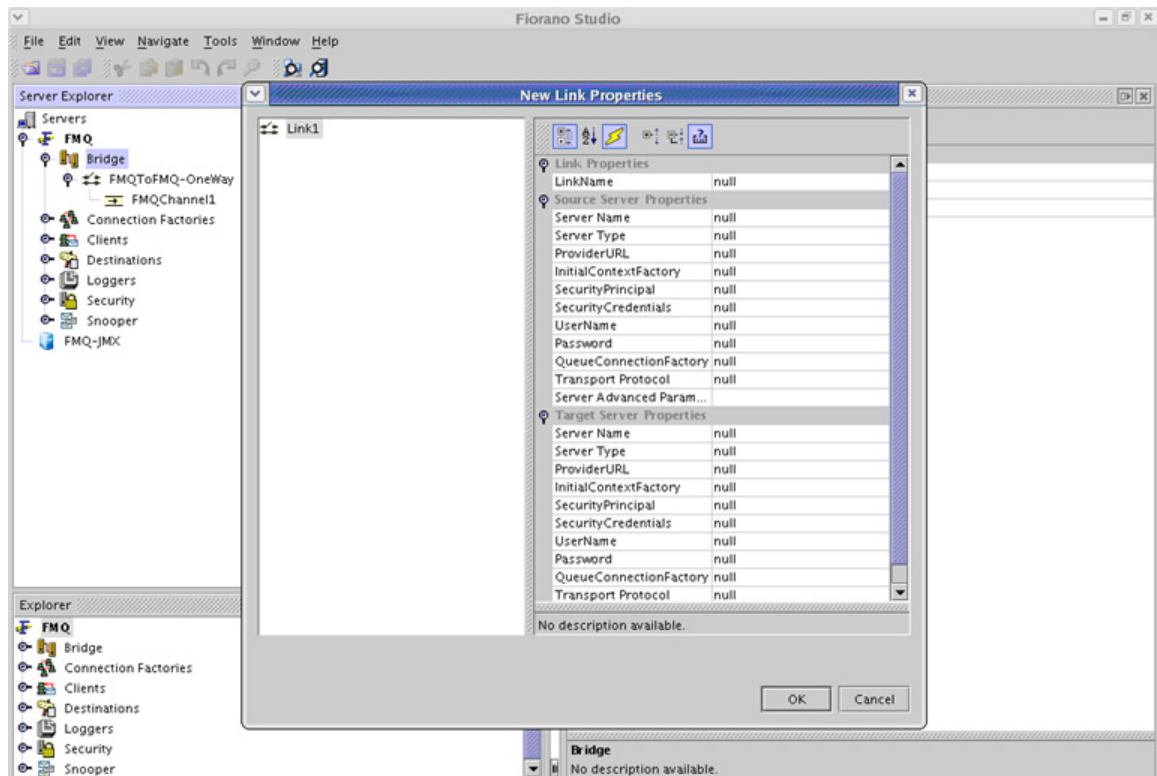 Fiorano Studio
File Edit View Navigate Tools Window Help
Server Explorer
Servers
FMQ
Bridge
FMQToFMQ-OneWay
FMQChannel1
Connection Factories
Clients
Destinations
Loggers
Security
Snooper
FMQ-JMX
Explorer
FMQ
Bridge
Connection Factories
Clients
Destinations
Loggers
Security
Snooper
New Link Properties
Link1
Link Properties
LinkName null
Source Server Properties
Server Name null
Server Type null
ProviderURL null
InitialContextFactory null
SecurityPrincipal null
SecurityCredentials null
UserName null
Password null
QueueConnectionFactory null
Transport Protocol null
Server Advanced Param...
Target Server Properties
Server Name null
Server Type null
ProviderURL null
InitialContextFactory null
SecurityPrincipal null
SecurityCredentials null
UserName null
Password null
QueueConnectionFactory null
Transport Protocol null
No description available.
OK Cancel
Bridge
No description available.